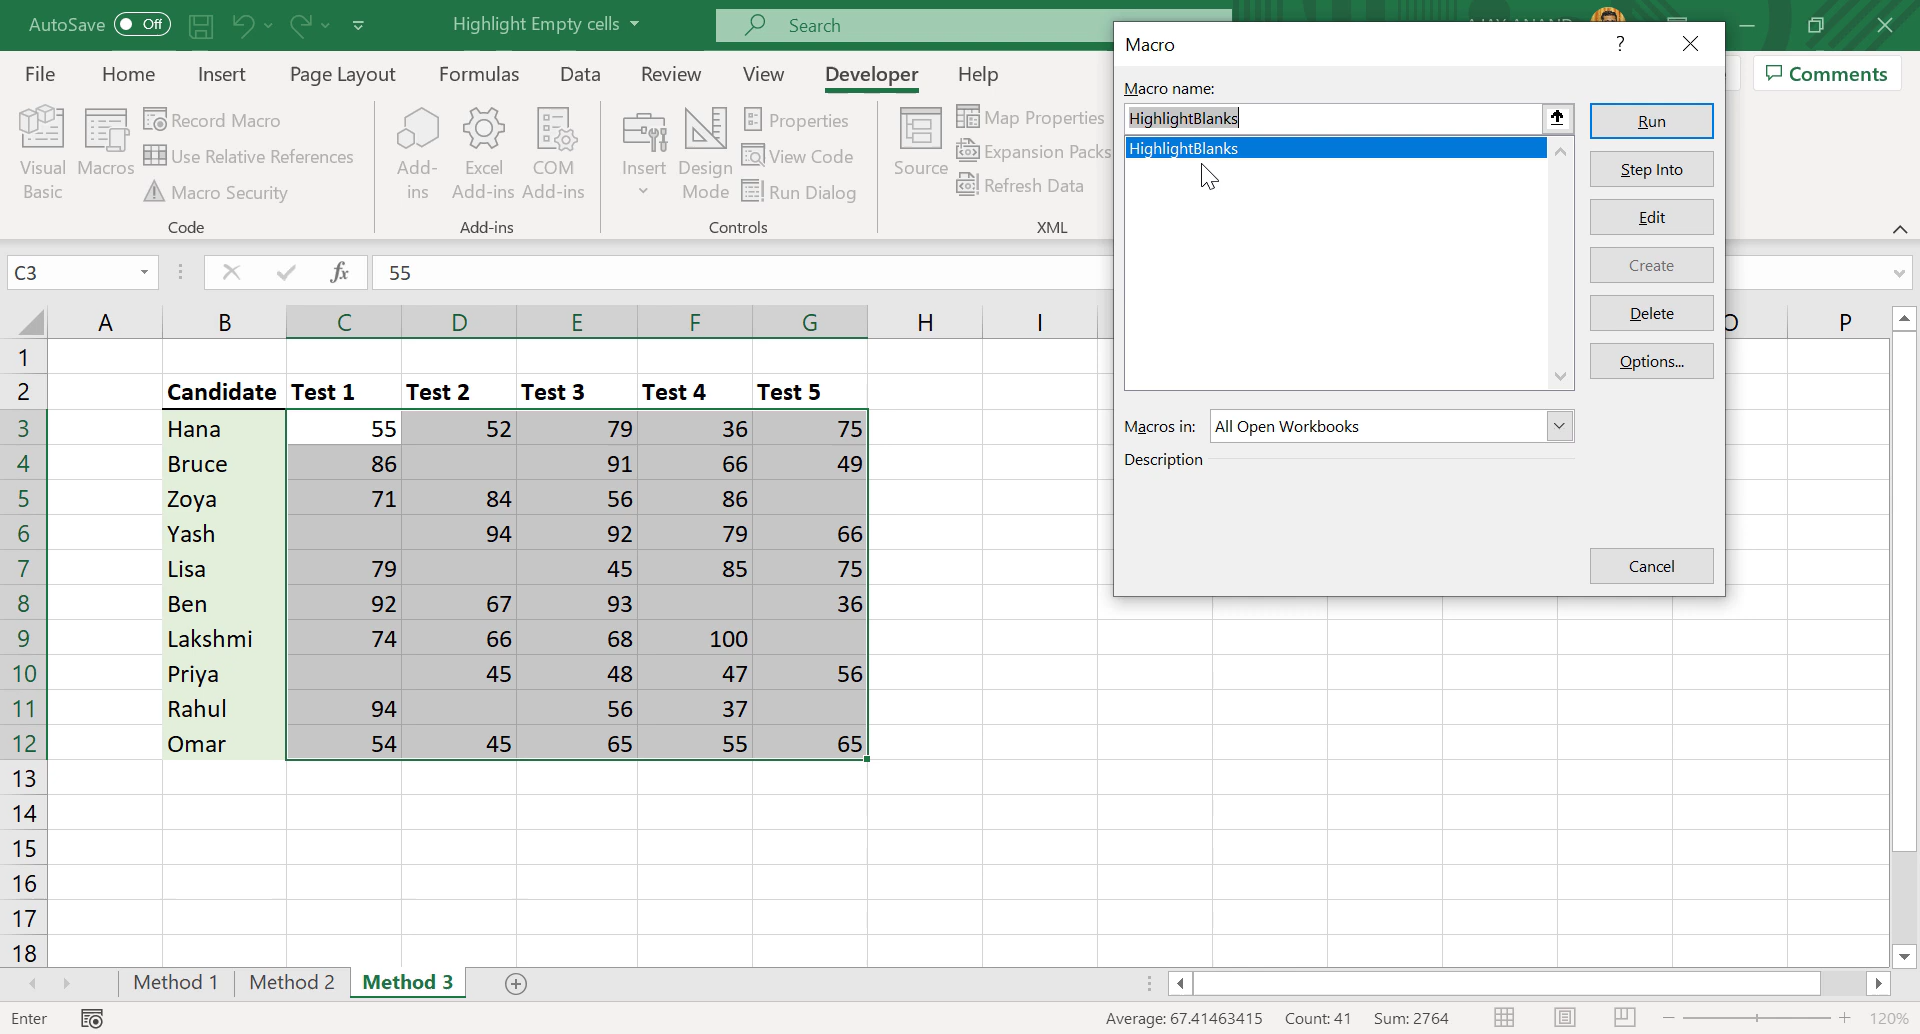 AutoSave Off Highlight Empty cells Search
File Home Insert Page Layout Formulas Data Review View Developer Help Comments
Visual Basic
Macros
Record Macro
Use Relative References
Macro Security
Code
Add-ins
Excel Add-ins
COM Add-ins
Add-ins
Insert
Design Mode
Properties
View Code
Run Dialog
Controls
Source
Map Properties
Expansion Packs
Refresh Data
XML
Macro ?
Macro name:
HighlightBlanks
HighlightBlanks
Run
Step Into
Edit
Create
Delete
Options...
Macros in: All Open Workbooks
Description
Cancel
C3 fx 55
A B C D E F G H I O P
1
2 Candidate Test 1 Test 2 Test 3 Test 4 Test 5
3 Hana 55 52 79 36 75
4 Bruce 86 91 66 49
5 Zoya 71 84 56 86
6 Yash 94 92 79 66
7 Lisa 79 45 85 75
8 Ben 92 67 93 36
9 Lakshmi 74 66 68 100
10 Priya 45 48 47 56
11 Rahul 94 56 37
12 Omar 54 45 65 55 65
13
14
15
16
17
18
Method 1 Method 2 Method 3
Enter Average: 67.41463415 Count: 41 Sum: 2764 120%